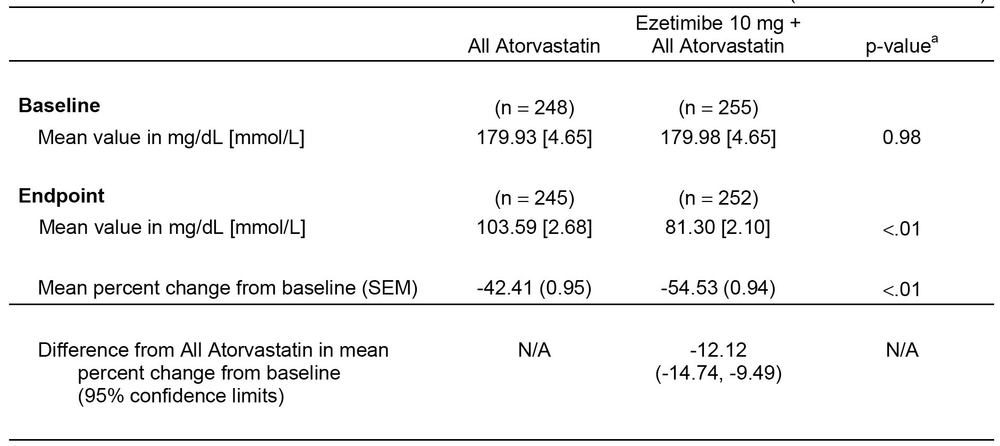 Ezetimibe 10 mg +
All Atorvastatin All Atorvastatin p-valueᵃ
Baseline (n = 248) (n = 255)
Mean value in mg/dL [mmol/L] 179.93 [4.65] 179.98 [4.65] 0.98
Endpoint (n = 245) (n = 252)
Mean value in mg/dL [mmol/L] 103.59 [2.68] 81.30 [2.10] <.01
Mean percent change from baseline (SEM) -42.41 (0.95) -54.53 (0.94) <.01
Difference from All Atorvastatin in mean N/A -12.12 N/A
percent change from baseline (-14.74, -9.49)
(95% confidence limits)